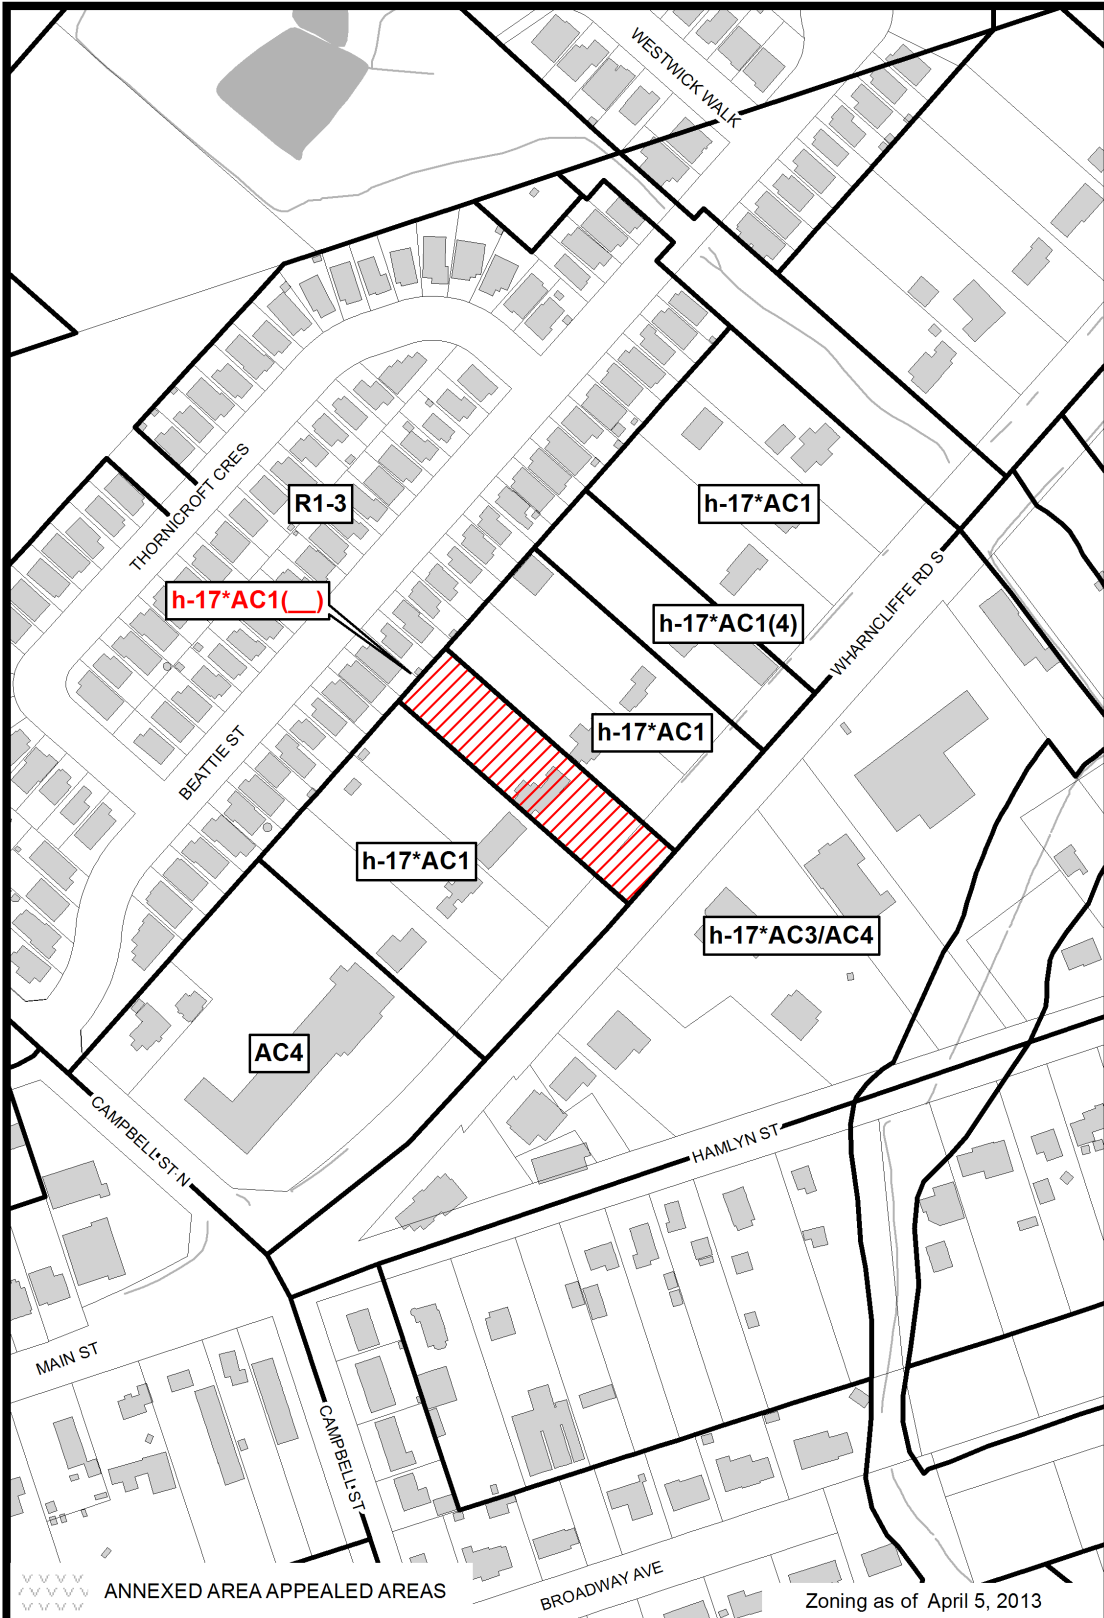 WESTWICK WALK
THORNICROFT CRES
R1-3
h-17*AC1
h-17*AC1(__)
h-17*AC1(4)
WHARNCLIFFE RD S
h-17*AC1
BEATTIE ST
h-17*AC1
h-17*AC3/AC4
AC4
CAMPBELL ST N
HAMLYN ST
MAIN ST
CAMPBELL ST
BROADWAY AVE
ANNEXED AREA APPEALED AREAS
Zoning as of April 5, 2013